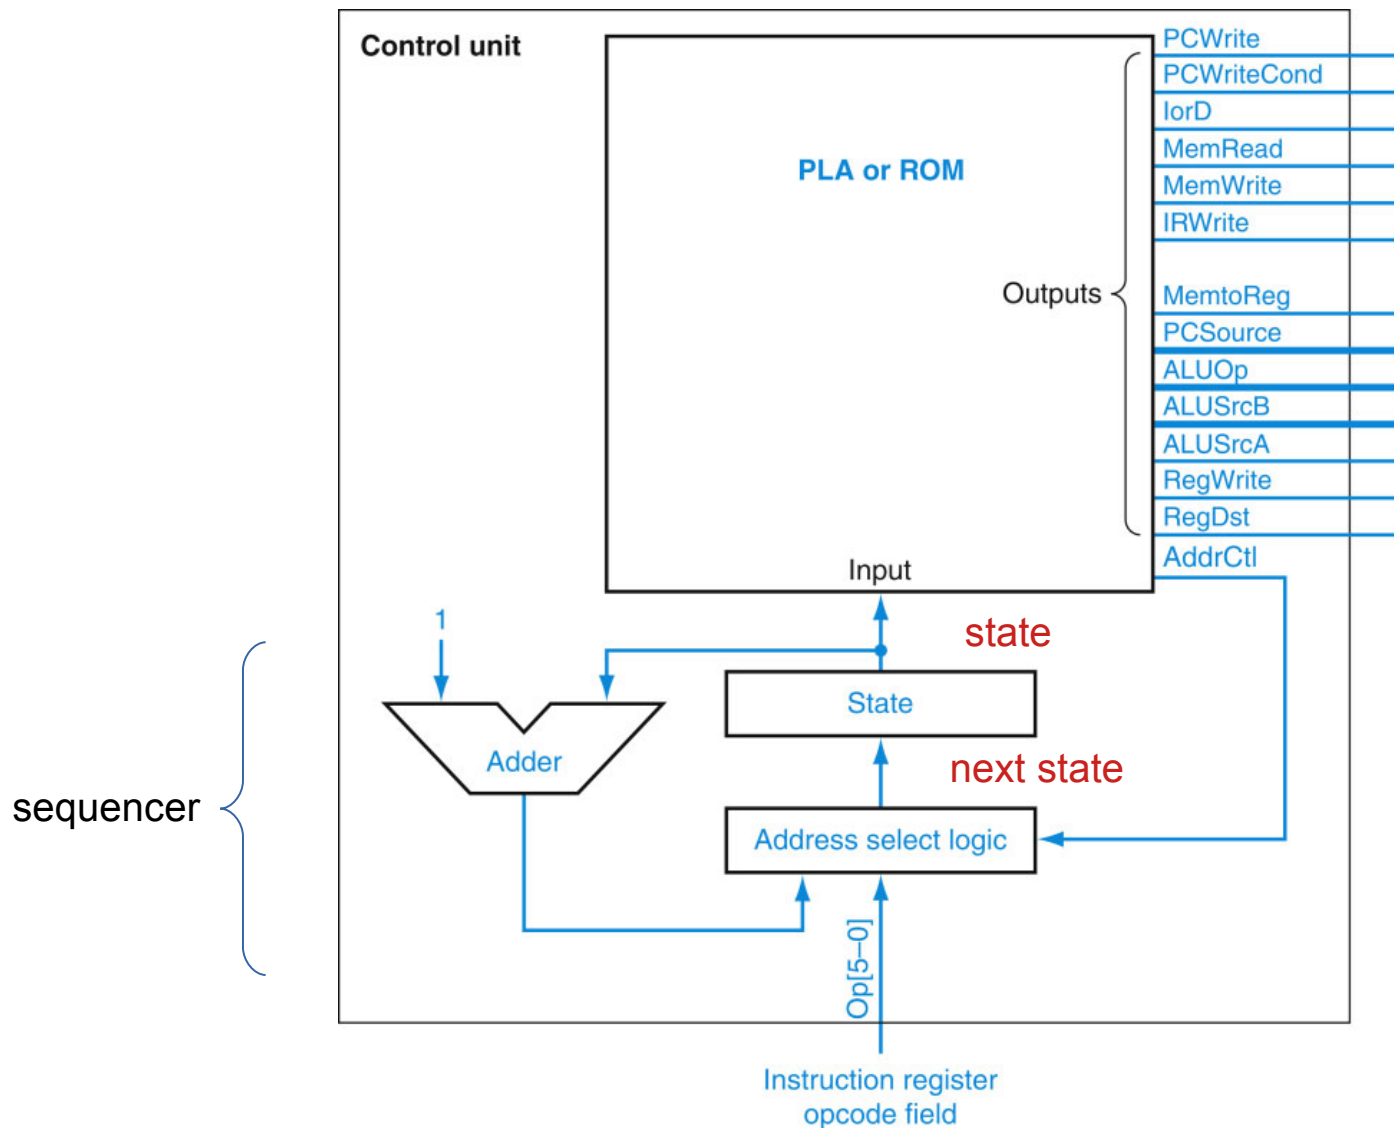 Control unit
PCWrite
PCWriteCond
IorD
MemRead
PLA or ROM
MemWrite
IRWrite
Outputs
MemtoReg
PCSource
ALUOp
ALUSrcB
ALUSrcA
RegWrite
RegDst
AddrCtl
Input
1
state
State
Adder
next state
sequencer
Address select logic
Op[5–0]
Instruction register
opcode field